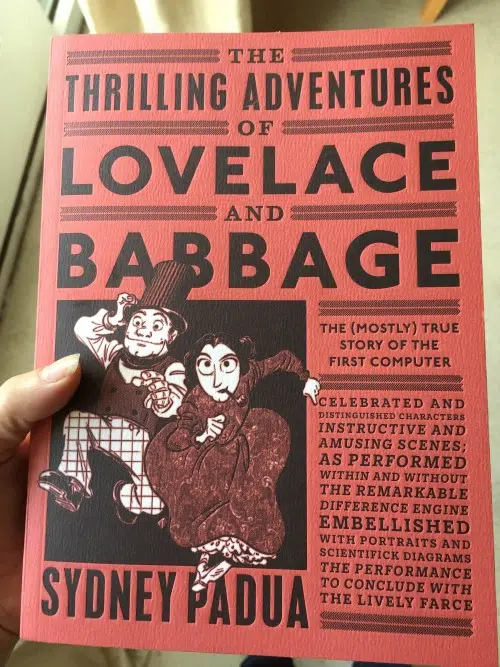 THE
THRILLING ADVENTURES
OF
LOVELACE
AND
BABBAGE
THE (MOSTLY) TRUE
STORY OF THE
FIRST COMPUTER
CELEBRATED AND
DISTINGUISHED CHARACTERS
INSTRUCTIVE AND
AMUSING SCENES;
AS PERFORMED
WITHIN AND WITHOUT
THE REMARKABLE
DIFFERENCE ENGINE
EMBELLISHED
WITH PORTRAITS AND
SCIENTIFICK DIAGRAMS
THE PERFORMANCE
TO CONCLUDE WITH
THE LIVELY FARCE
SYDNEY PADUA